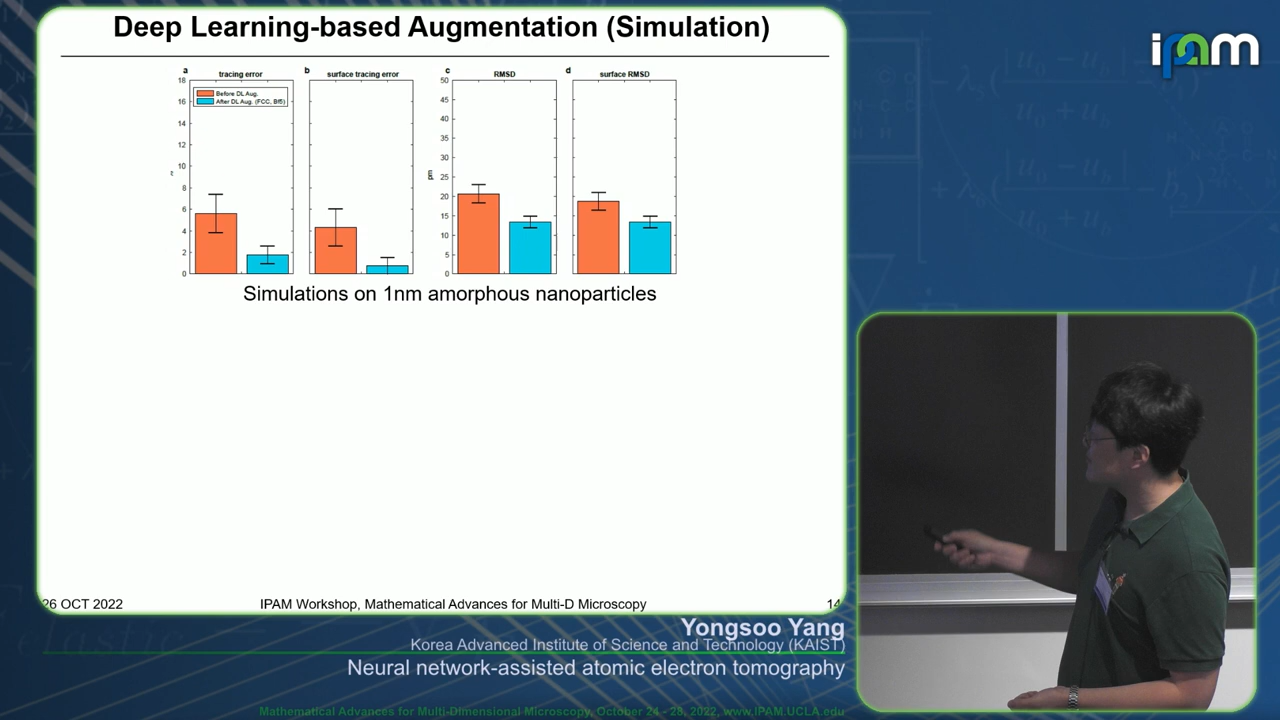 Deep Learning-based Augmentation (Simulation)
ipam
a
tracing error
b
surface tracing error
c
RMSD
d
surface RMSD
Before DL Aug.
After DL Aug. (FCC, Bf5)
18
16
14
12
10
8
6
4
2
0
pm
50
45
40
35
30
25
20
15
10
5
0
Simulations on 1nm amorphous nanoparticles
26 OCT 2022
IPAM Workshop, Mathematical Advances for Multi-D Microscopy
14
Yongsoo Yang
Korea Advanced Institute of Science and Technology (KAIST)
Neural network-assisted atomic electron tomography
Mathematical Advances for Multi-Dimensional Microscopy, October 24 - 28, 2022, www.IPAM.UCLA.edu